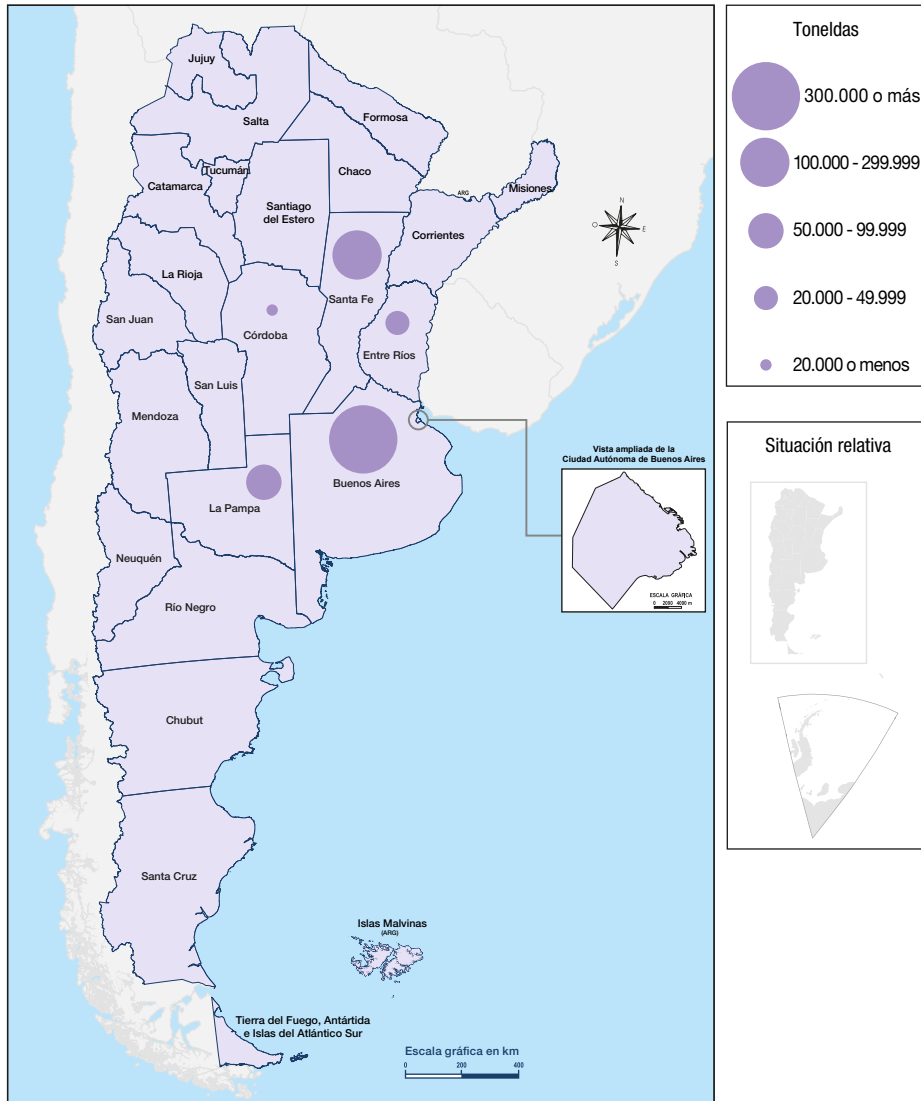 Jujuy
Salta
Formosa
Chaco
Tucumán
Catamarca
Santiago
del Estero
ARG
Misiones
Corrientes
La Rioja
Santa Fe
San Juan
Córdoba
Entre Ríos
San Luis
Mendoza
Buenos Aires
La Pampa
Neuquén
Río Negro
Chubut
Santa Cruz
Islas Malvinas
(ARG)
Tierra del Fuego, Antártida
e Islas del Atlántico Sur
Escala gráfica en km
0 200 400
N
O
E
S
Vista ampliada de la
Ciudad Autónoma de Buenos Aires
ESCALA GRÁFICA
0 2000 4000 m
Toneldas
300.000 o más
100.000 - 299.999
50.000 - 99.999
20.000 - 49.999
20.000 o menos
Situación relativa